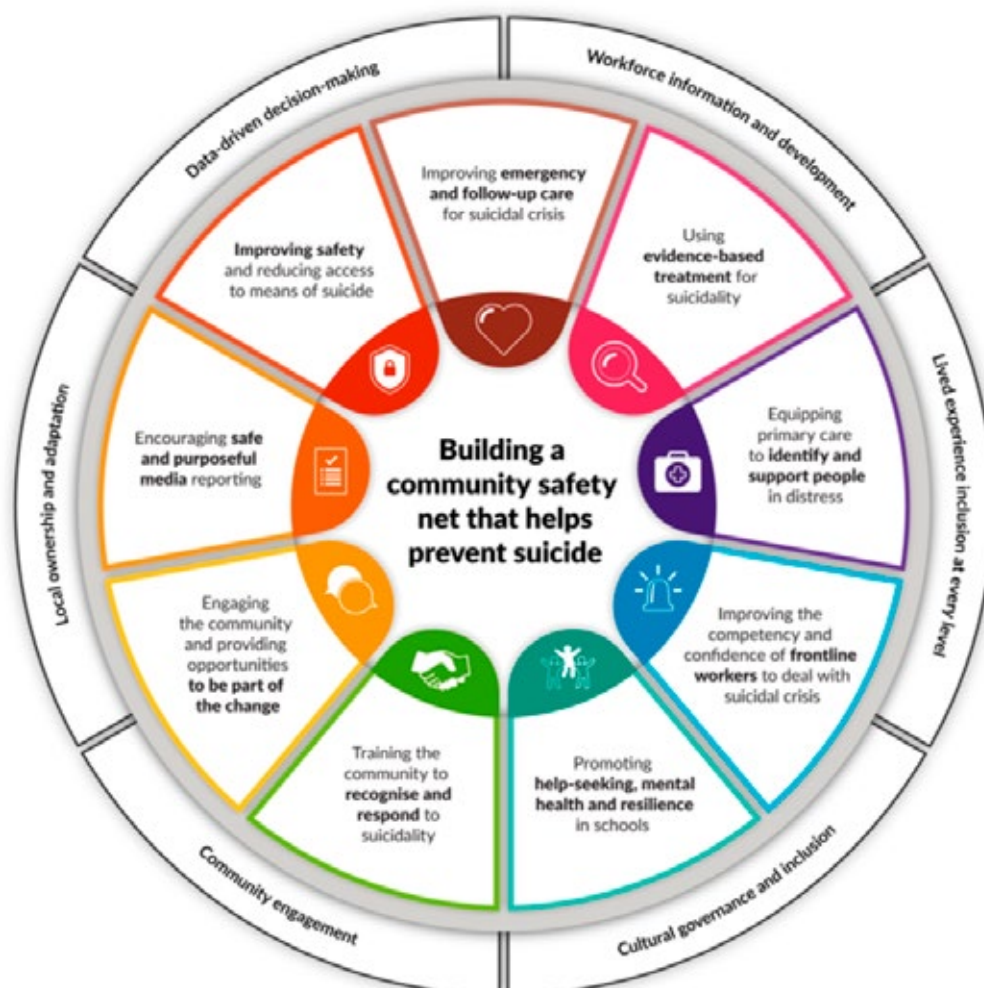 Building a
community safety
net that helps
prevent suicide
Improving emergency
and follow-up care
for suicidal crisis
Using
evidence-based
treatment for
suicidality
Equipping
primary care
to identify and
support people
in distress
Improving the
competency and
confidence of frontline
workers to deal with
suicidal crisis
Promoting
help-seeking, mental
health and resilience
in schools
Training the
community to
recognise and
respond to
suicidality
Engaging
the community
and providing
opportunities
to be part of
the change
Encouraging safe
and purposeful
media reporting
Improving safety
and reducing access
to means of suicide
Data-driven decision-making
Workforce information and development
Lived experience inclusion at every level
Cultural governance and inclusion
Community engagement
Local ownership and adaptation